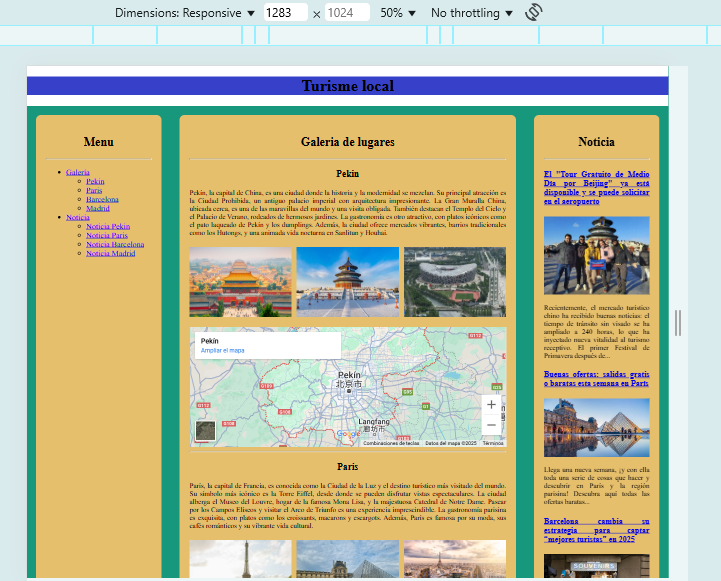 Dimensions: Responsive 1283 × 1024 50% No throttling
Turisme local
Menu
Galeria
Pekin
Paris
Barcelona
Madrid
Noticia
Noticia Pekin
Noticia Paris
Noticia Barcelona
Noticia Madrid
Galeria de lugares
Pekin
Pekín, la capital de China, es una ciudad donde la historia y la modernidad se mezclan. Su principal atracción es
la Ciudad Prohibida, un antiguo palacio imperial con arquitectura impresionante. La Gran Muralla China,
ubicada cerca, es una de las maravillas del mundo y una visita obligada. También destacan el Templo del Cielo y
el Palacio de Verano, rodeados de hermosos jardines. La gastronomía es otro atractivo, con platos icónicos como
el pato laqueado de Pekín y los dumplings. Además, la ciudad ofrece mercados vibrantes, barrios tradicionales
como los Hutongs, y una animada vida nocturna en Sanlitun y Houhai.
Pekín
Ampliar el mapa
G112
G109
G95
Pekín
北京市
G103
G1
G112
G108
G25
Langfang
廊坊市
Google
Combinaciones de teclas
Datos del mapa ©2025
Términos
Paris
París, la capital de Francia, es conocida como la Ciudad de la Luz y el destino turístico más visitado del mundo.
Su símbolo más icónico es la Torre Eiffel, desde donde se pueden disfrutar vistas espectaculares. La ciudad
alberga el Museo del Louvre, hogar de la famosa Mona Lisa, y la majestuosa Catedral de Notre Dame. Pasear
por los Campos Elíseos y visitar el Arco de Triunfo es una experiencia imprescindible. La gastronomía parisina
es exquisita, con platos como los croissants, macarons y escargots. Además, París es famosa por su moda, sus
cafés románticos y su vibrante vida cultural.
Noticia
El "Tour Gratuito de Medio
Día por Beijing" ya está
disponible y se puede solicitar
en el aeropuerto
Recientemente, el mercado turístico
chino ha recibido buenas noticias: el
tiempo de tránsito sin visado se ha
ampliado a 240 horas, lo que ha
inyectado nueva vitalidad al turismo
receptivo. El primer Festival de
Primavera después de...
Buenas ofertas: salidas gratis
o baratas esta semana en París
Llega una nueva semana, ¡y con ella
toda una serie de cosas que hacer y
descubrir en París y la región
parisina! Descubra aquí todas las
ofertas baratas...
Barcelona cambia su
estrategia para captar
"mejores turistas" en 2025
SOUVENIRS